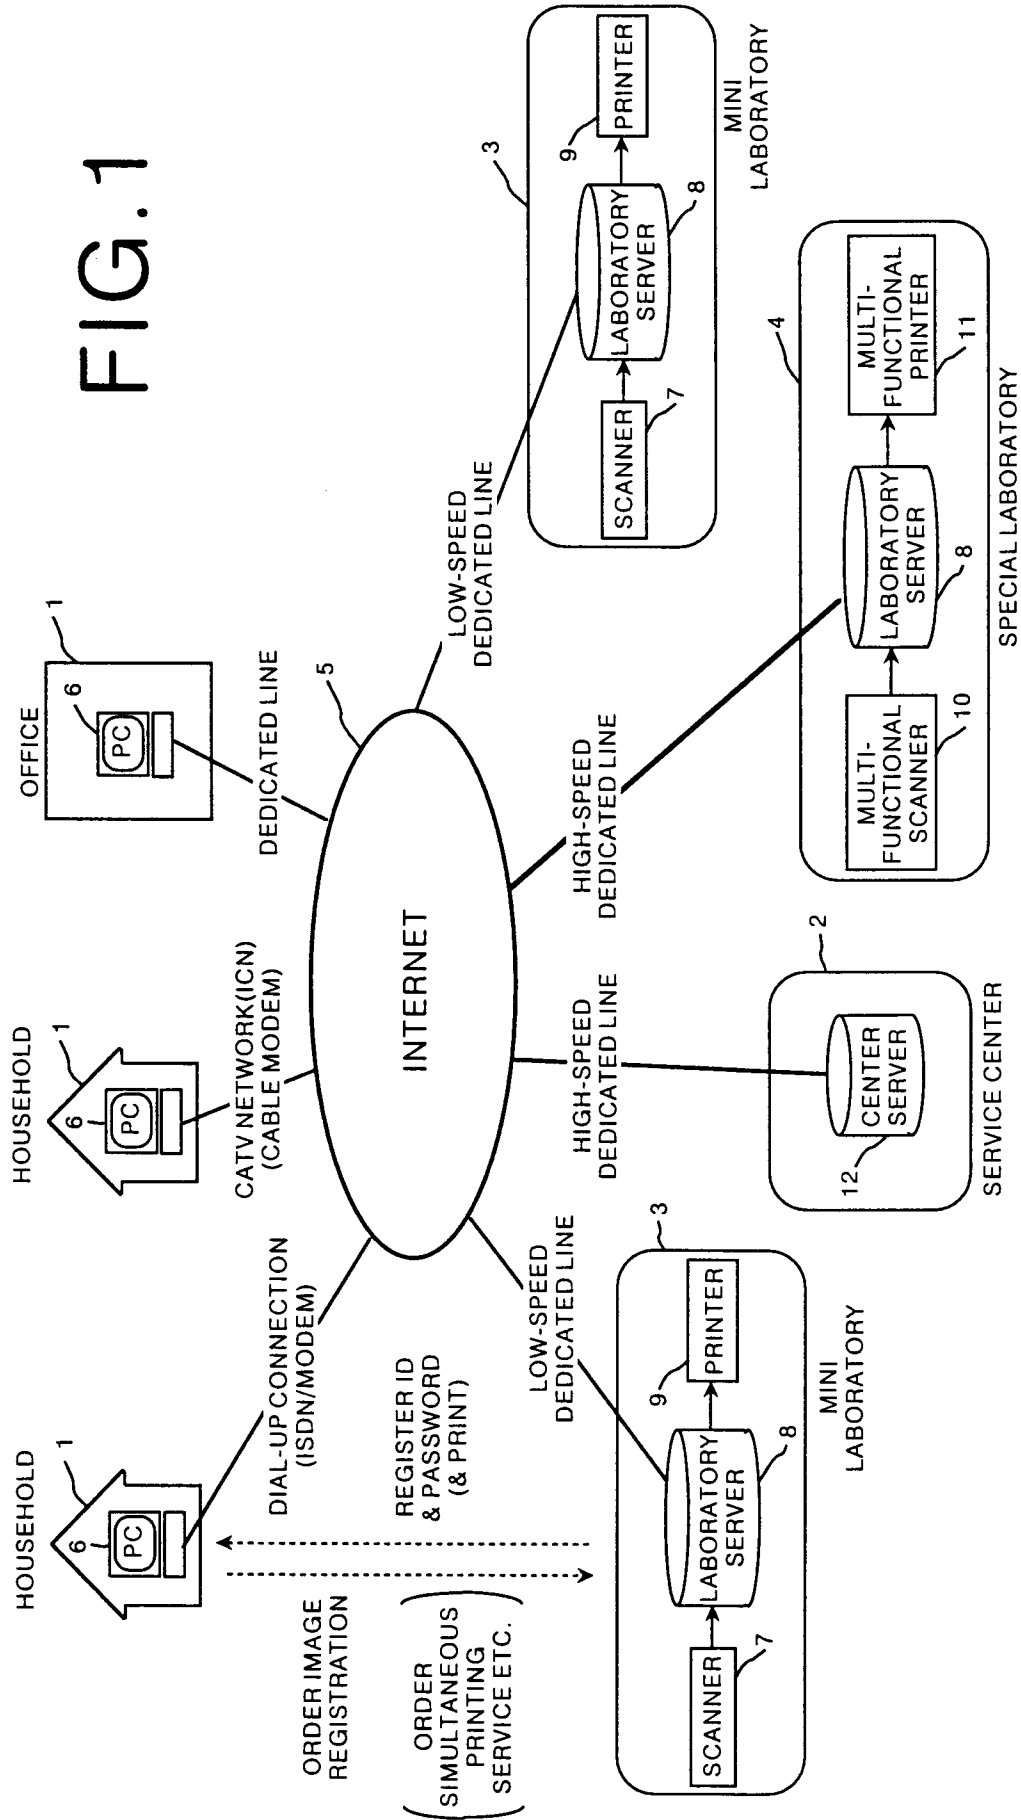 FIG.1
HOUSEHOLD
1
6
PC
HOUSEHOLD
1
6
PC
OFFICE
1
6
PC
DIAL-UP CONNECTION
(ISDN/MODEM)
CATV NETWORK(ICN)
(CABLE MODEM)
DEDICATED LINE
5
INTERNET
ORDER IMAGE
REGISTRATION
ORDER
SIMULTANEOUS
PRINTING
SERVICE ETC.
REGISTER ID
& PASSWORD
(& PRINT)
LOW-SPEED
DEDICATED LINE
HIGH-SPEED
DEDICATED LINE
HIGH-SPEED
DEDICATED LINE
LOW-SPEED
DEDICATED LINE
3
SCANNER
7
LABORATORY
SERVER
8
9
PRINTER
MINI
LABORATORY
2
CENTER
SERVER
12
SERVICE CENTER
4
MULTI-
FUNCTIONAL
SCANNER
10
LABORATORY
SERVER
8
MULTI-
FUNCTIONAL
PRINTER
11
SPECIAL LABORATORY
3
SCANNER
7
LABORATORY
SERVER
8
9
PRINTER
MINI
LABORATORY